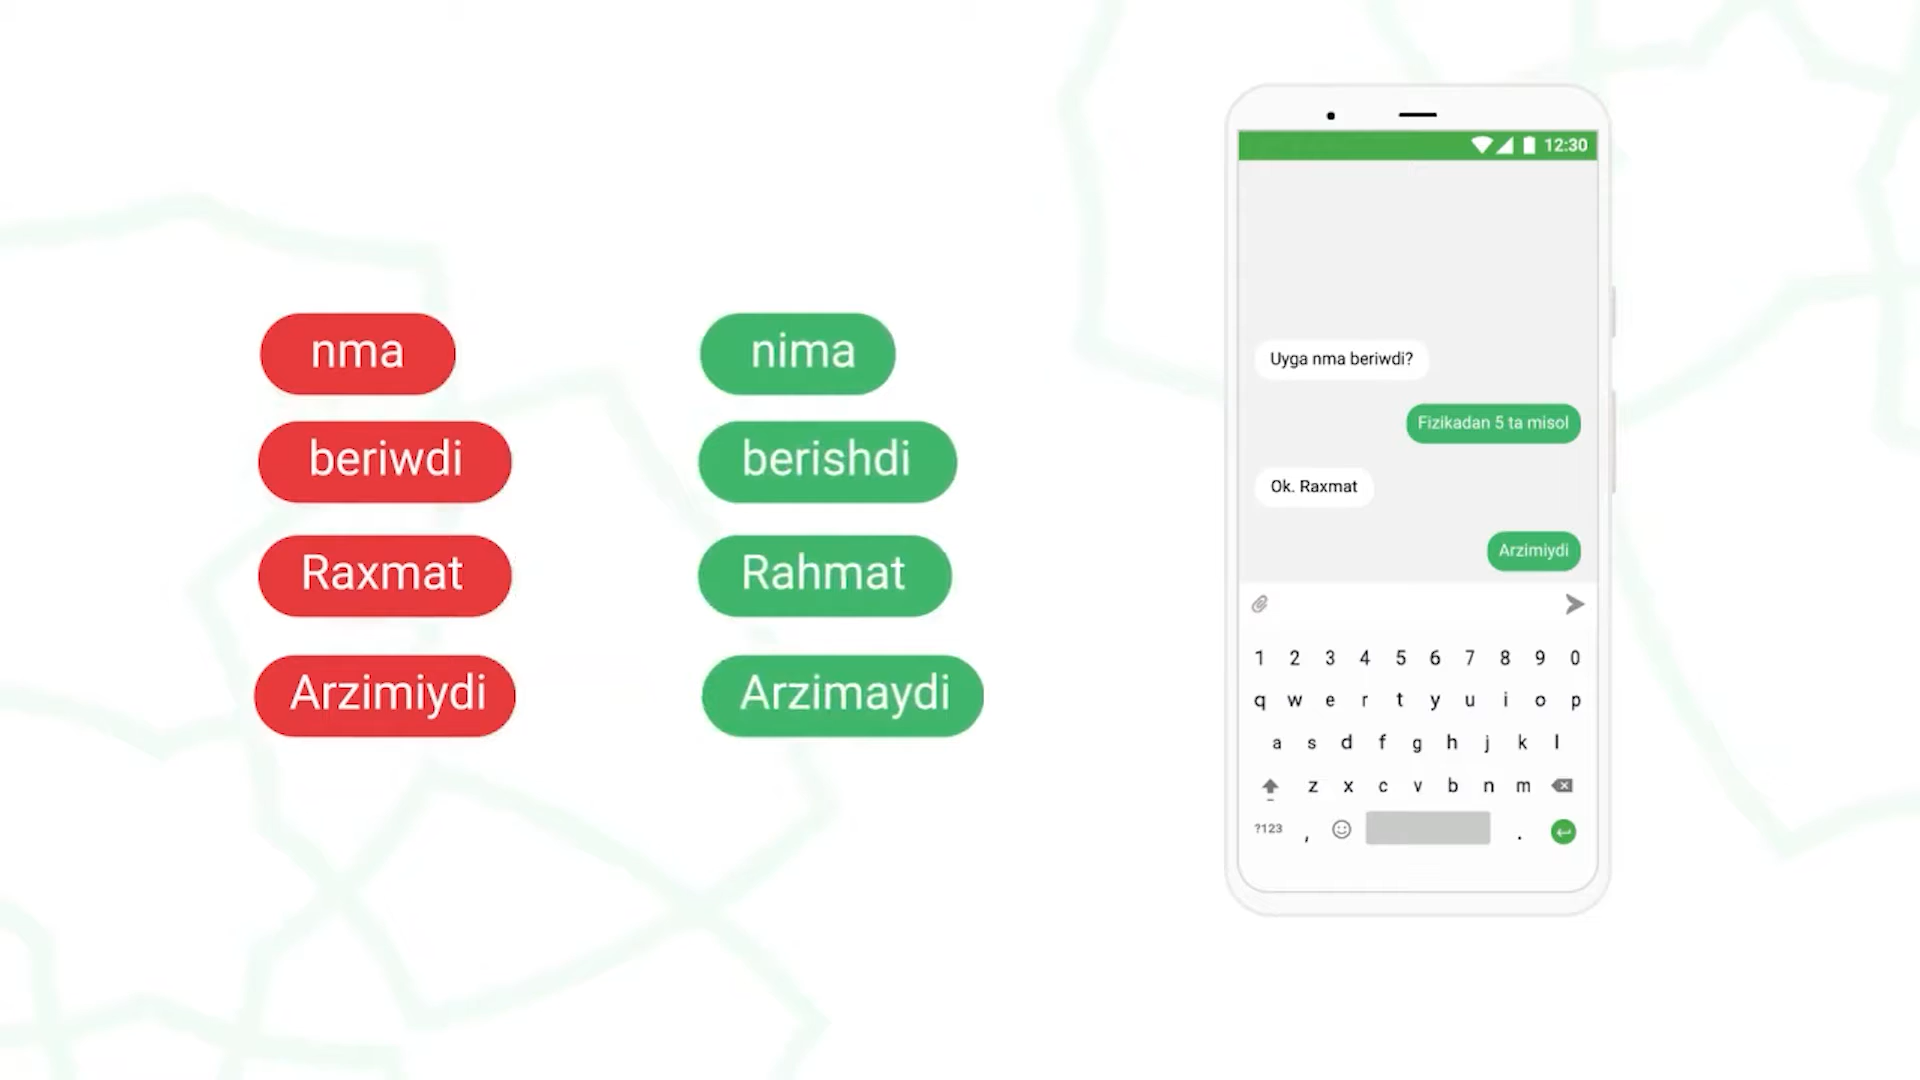 nma
nima
beriwdi
berishdi
Raxmat
Rahmat
Arzimiydi
Arzimaydi
12:30
Uyga nma beriwdi?
Fizikadan 5 ta misol
Ok. Raxmat
Arzimiydi
1 2 3 4 5 6 7 8 9 0
q w e r t y u i o p
a s d f g h j k l
z x c v b n m
?123 , .